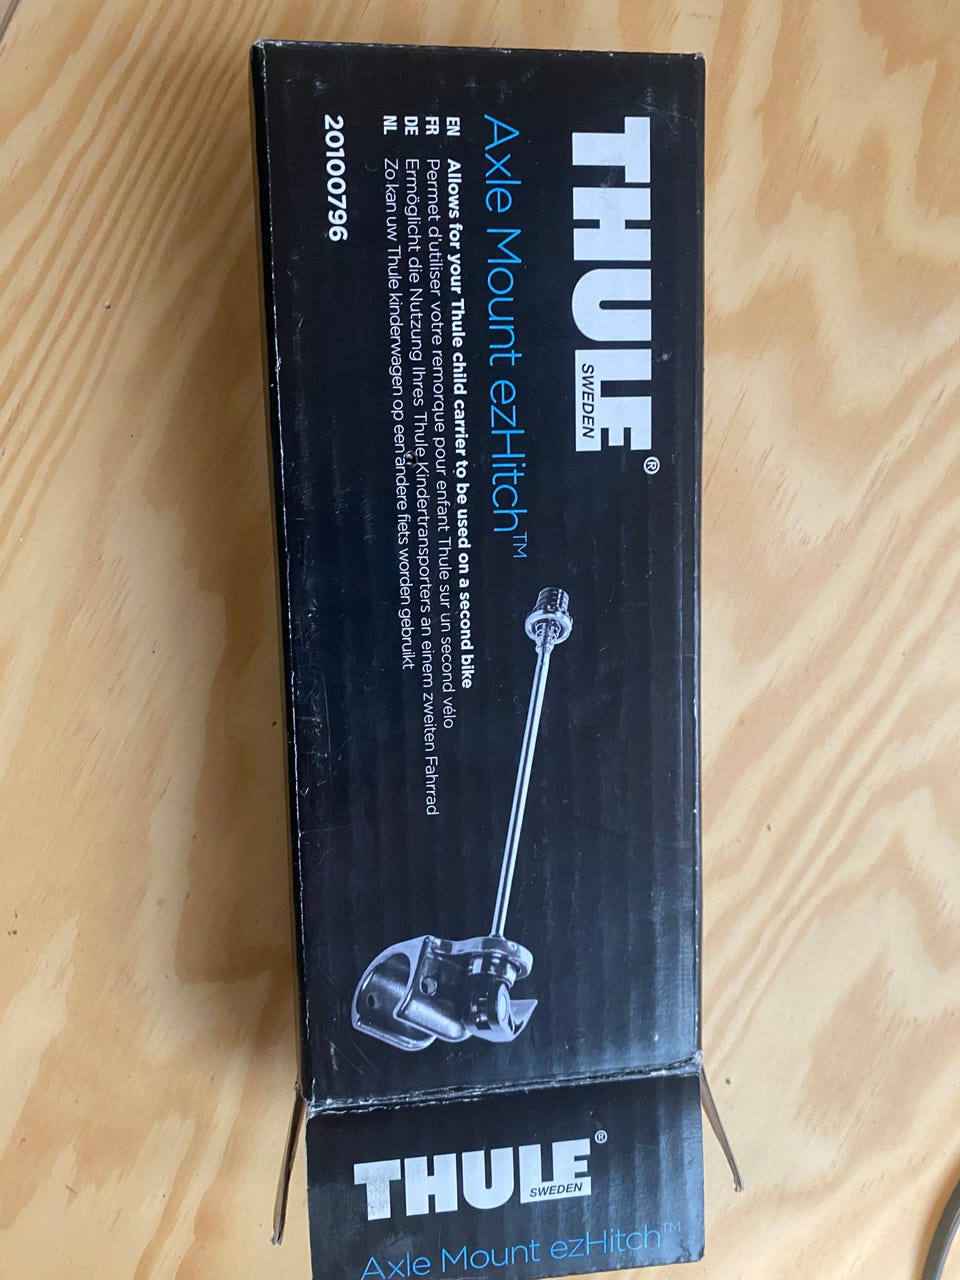 THULE®
SWEDEN
Axle Mount ezHitch™
EN Allows for your Thule child carrier to be used on a second bike
FR Permet d'utiliser votre remorque pour enfant Thule sur un second vélo
DE Ermöglicht die Nutzung Ihres Thule Kindertransporters an einem zweiten Fahrrad
NL Zo kan uw Thule kinderwagen op een andere fiets worden gebruikt
20100796
THULE®
SWEDEN
Axle Mount ezHitch™